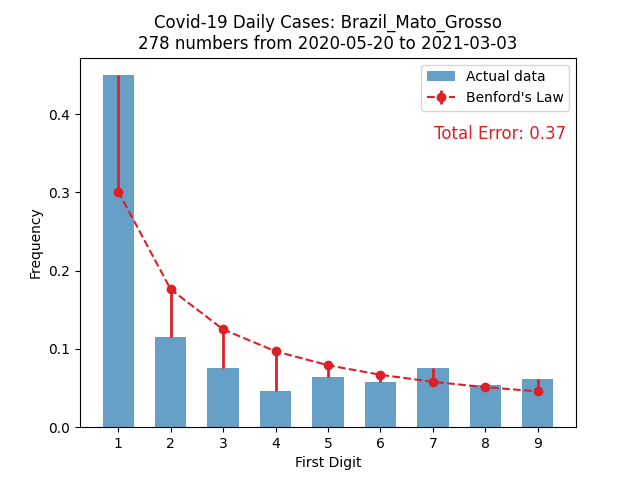 Covid-19 Daily Cases: Brazil_Mato_Grosso
278 numbers from 2020-05-20 to 2021-03-03
Actual data
Benford's Law
Total Error: 0.37
Frequency
0.4
0.3
0.2
0.1
0.0
1 2 3 4 5 6 7 8 9
First Digit